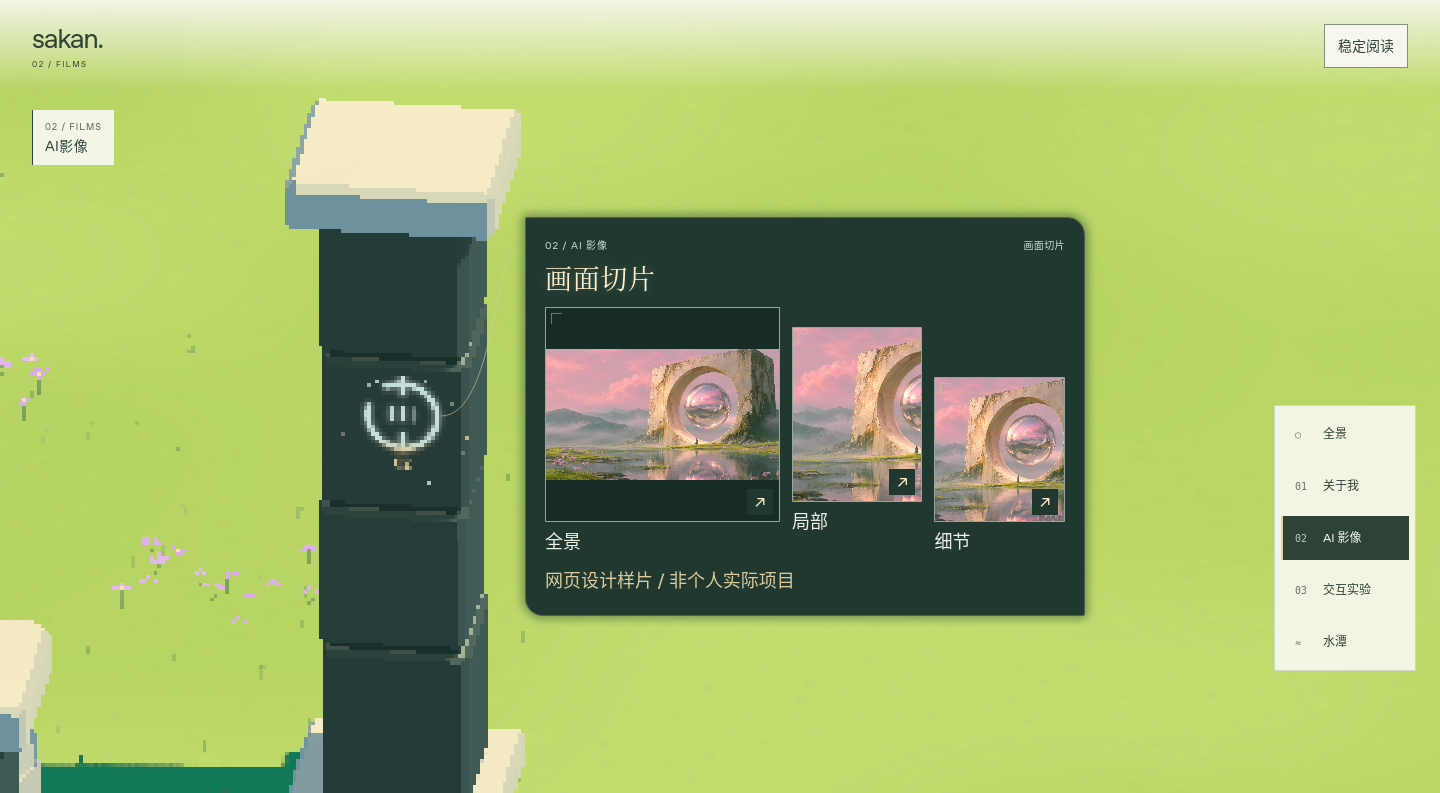 sakan.
02 / FILMS
稳定阅读
02 / FILMS
AI影像
02 / AI 影像
画面切片
画面切片
全景
局部
细节
网页设计样片 / 非个人实际项目
全景
01 关于我
02 AI 影像
03 交互实验
≈ 水潭